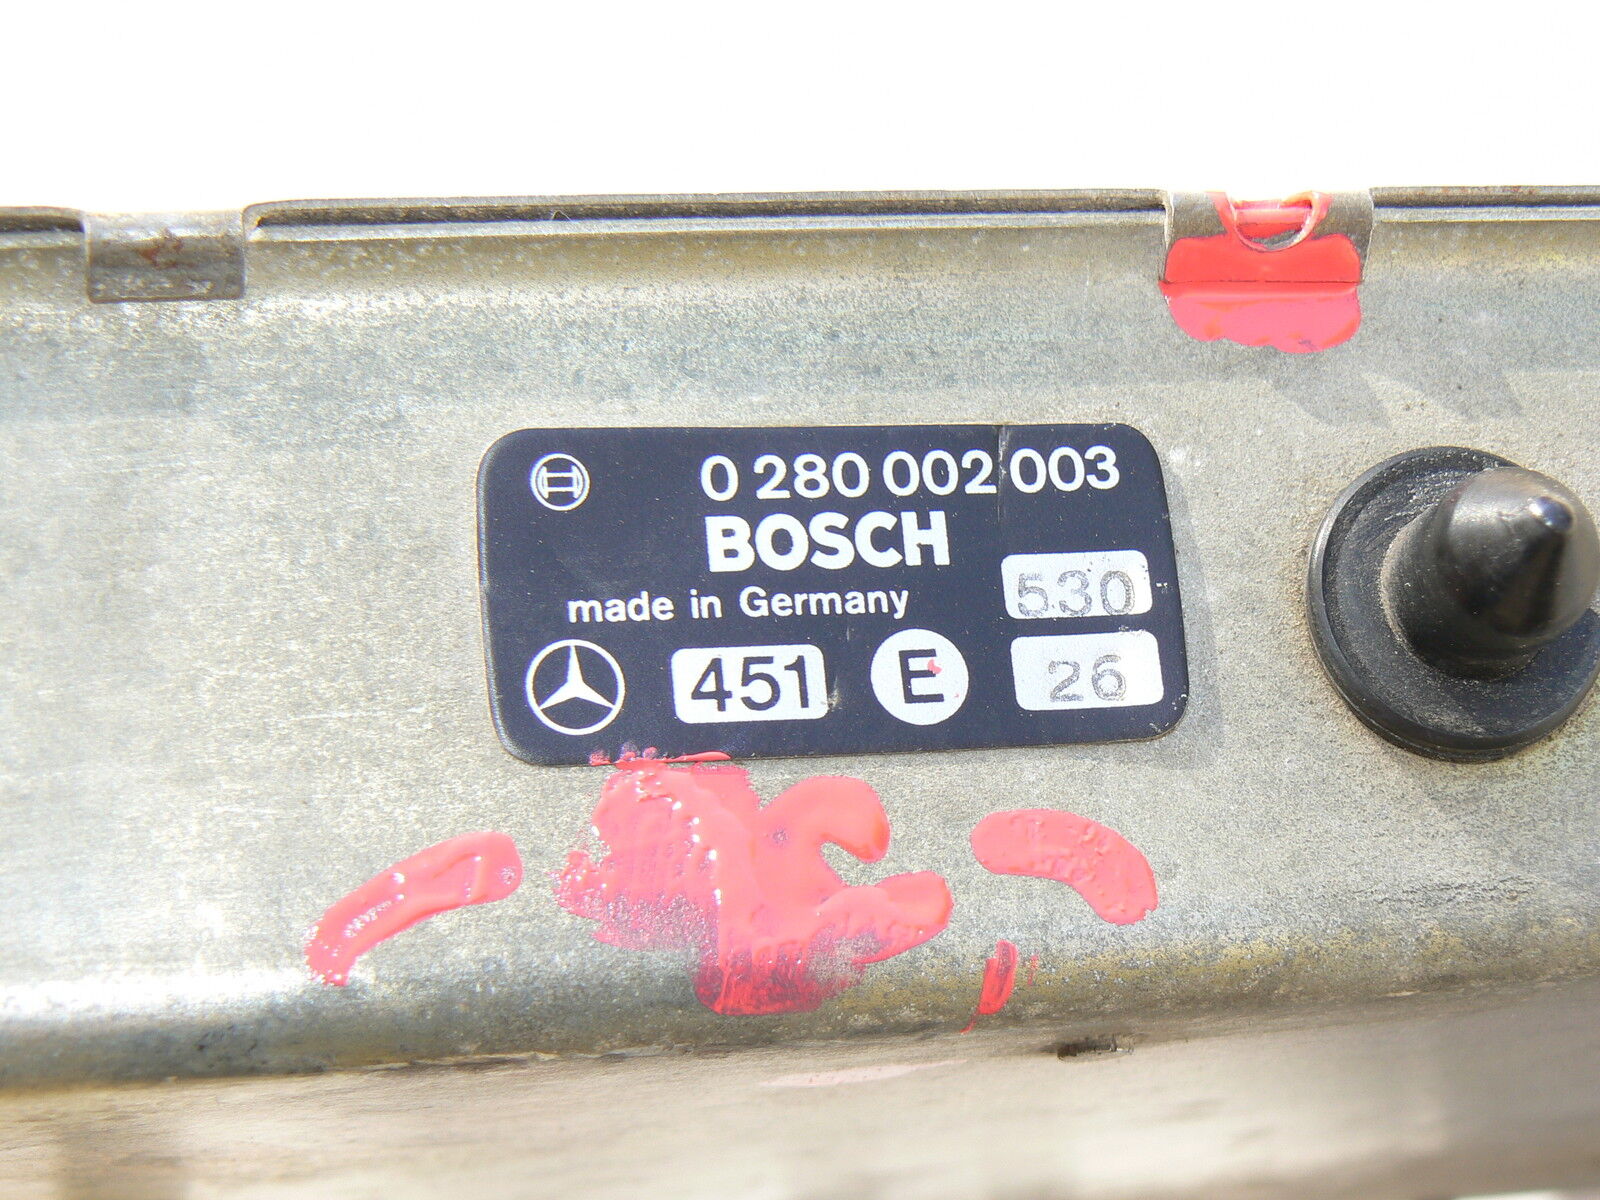 0 280 002 003
BOSCH
made in Germany 530
451 E 26